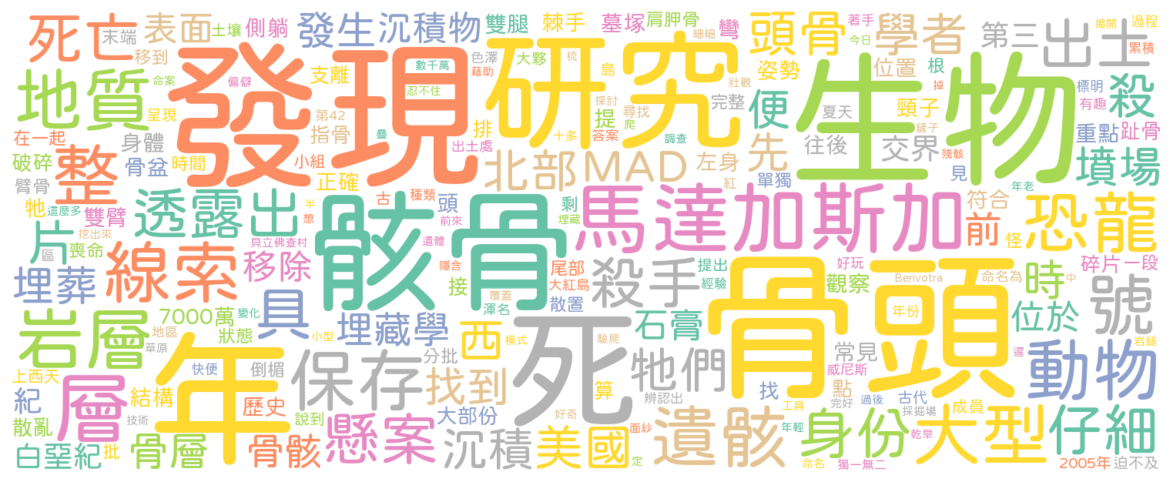 死亡 末端 表面 土壤 側躺 發生 沉積物 雙腿 棘手 墓塚 肩胛骨 細細 彎 頭骨 著手 學者 今日 第三 出土 過程 揭開 累積
移到 地質 命案 偏僻 支離 數千萬 色澤 藉助 忍不住 大夥 島 梳 壯觀 姿勢 位置 根 掉 標明 有趣 殺
發現 研究 生物
呈現 第42 指骨 探討 尋找 完整 提 爬 便 夏天 頸子 鋪子 重點 趾骨
在一起 身體 整 破碎 骨盆 時間 小組 出土處 疊 排 十多 答案 調查 先 往後 交界 殘骸 墳場
臂骨 正確 北部 MAD 左身 紅 單獨 見
牠 這麼多 雙臂 透露出 半 想 古 種類 頭 前來 剩 埋藏 馬達加斯加 符合 前 年老 怪 恐龍
片 區 喪命 挖出來 線索 移除 貝立佛查村 遺體 骸骨 隱含 接 尾部 大紅島 提出 經驗 好玩 觀察 Berivotra 命名為 時 中 碎片 一段
埋葬 7000萬 變化 具 狀態 地區 草原 小型 埋藏學 覆蓋 渾名 散置 殺手 石膏 骨頭 年份 位於 號
岩層 年 快便 倒楣 保存 分批 模式 西 死 驗屍 牠們 常見 威尼斯 遙 岩鎬 動物
上西天 紀 層 結構 歷史 說到 找到 算 辨認出 找 點 過後 古代 完好 成員
散亂 技術 懸案 大部份 好奇 面紗 遺骸 年輕 工具 身份 採掘場 乾旱 大型 仔細
白堊紀 批 骨層 骨骸 沉積 美國 定 命名 獨一無二 2005年 迫不及